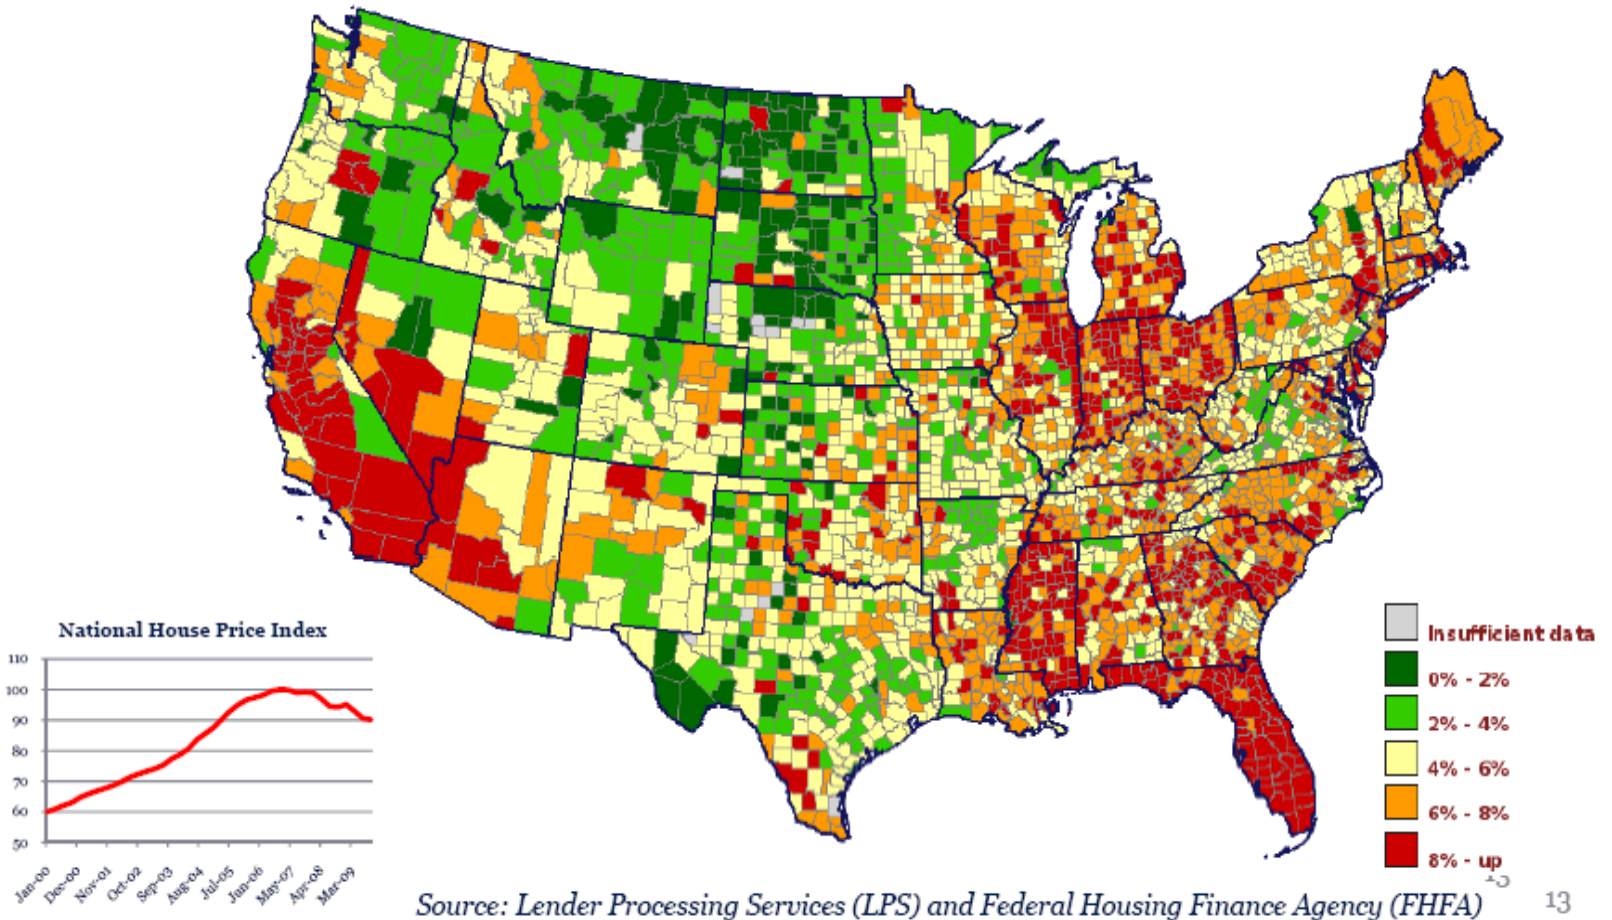 National House Price Index
110
100
90
80
70
60
50
Jan-00
Dec-00
Nov-01
Oct-02
Sep-03
Aug-04
Jul-05
Jun-06
May-07
Apr-08
Mar-09
Insufficient data
0% - 2%
2% - 4%
4% - 6%
6% - 8%
8% - up
Source: Lender Processing Services (LPS) and Federal Housing Finance Agency (FHFA)
13